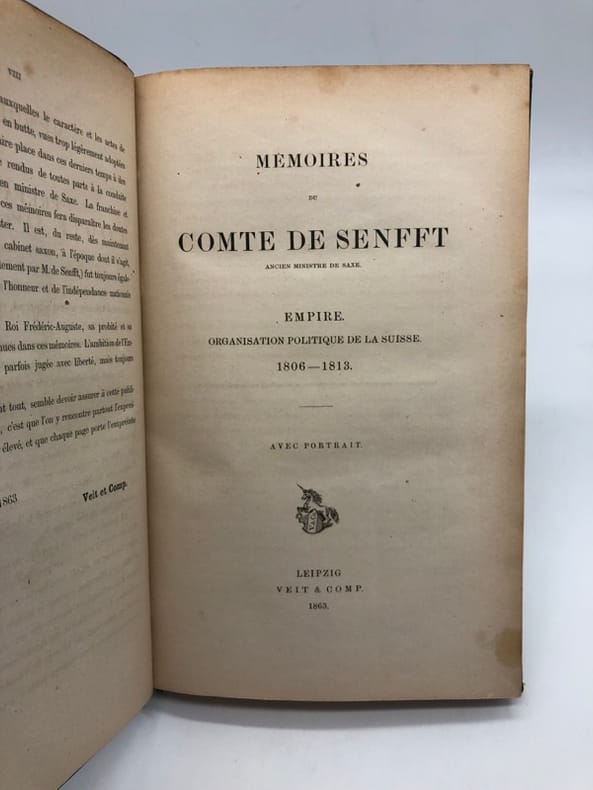 VIII
auxquelles le caractère et les actes de
en butte, vues trop légèrement adoptées
place dans ces derniers temps à des
rendus de toutes parts à la conduite
en ministre de Saxe. La franchise et
ces mémoires fera disparaître les doutes
ter. Il est, du reste, dès maintenant
cabinet saxon, à l'époque dont il s'agit,
lement par M. de Senfft,) fut toujours égale-
l'honneur et de l'indépendance nationale
Roi Frédéric-Auguste, sa probité et sa
nues dans ces mémoires. L'ambition de l'Em-
parfois jugée avec liberté, mais toujours
nt tout, semble devoir assurer à cette publi-
c'est que l'on y rencontre partout l'expres-
élevé, et que chaque page porte l'empreinte
1863 Veit et Comp.
MÉMOIRES
DU
COMTE DE SENFFT
ANCIEN MINISTRE DE SAXE.
EMPIRE.
ORGANISATION POLITIQUE DE LA SUISSE.
1806—1813.
AVEC PORTRAIT.
LEIPZIG
VEIT & COMP.
1863.